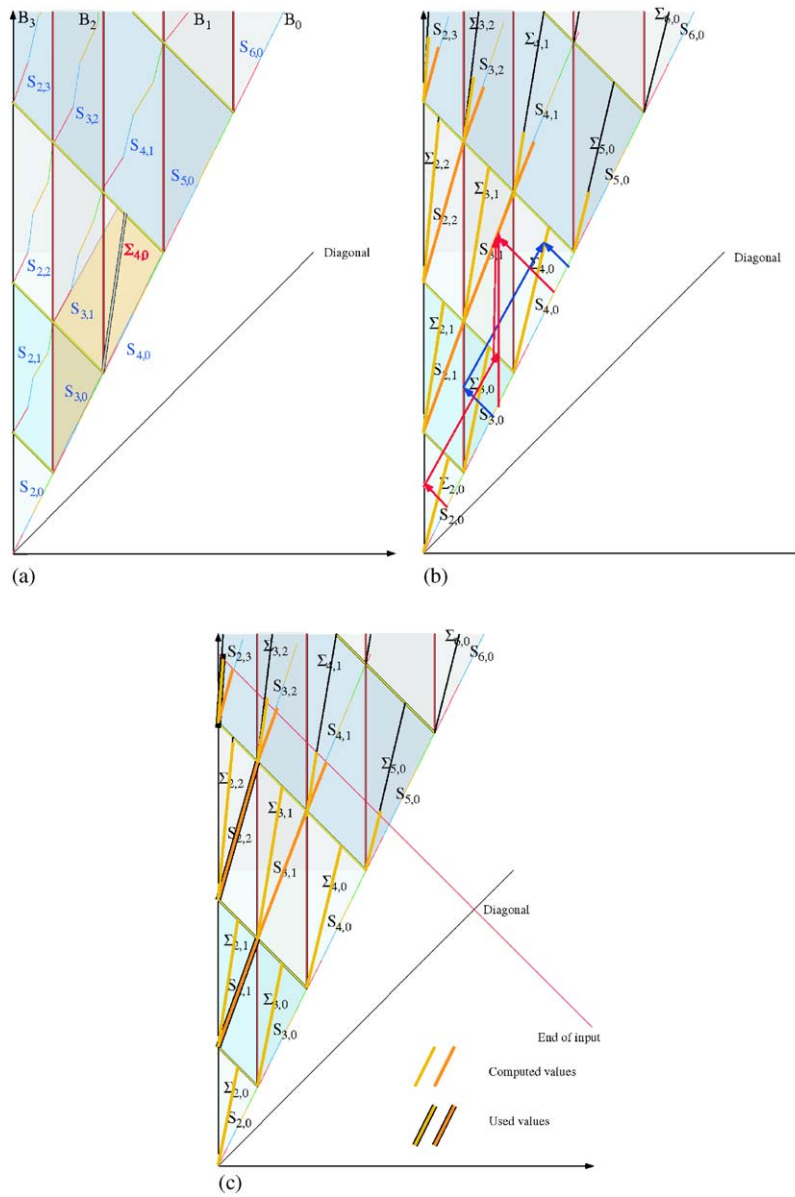 B3 B2 B1 B0
S6,0
S2,3
S3,2
S4,1
S5,0
Σ4,0
Diagonal
S2,2
S3,1
S4,0
S2,1
S3,0
S2,0
(a)
S2,3 Σ3,2 Σ4,1 Σ6,0
S6,0
S3,2
S4,1
Σ5,0
Σ2,2 Σ3,1
S5,0
S2,2
S3,1
Σ4,0
Diagonal
S4,0
Σ2,1
S2,1 Σ3,0
S3,0
Σ2,0
S2,0
(b)
S2,3 Σ3,2 Σ4,1 Σ6,0
S6,0
S3,2
S4,1
Σ5,0
Σ2,2 Σ3,1
S5,0
S2,2
S3,1
Σ4,0
Diagonal
S4,0
Σ2,1
S2,1 Σ3,0
S3,0
End of input
Computed values
Σ2,0
S2,0
Used values
(c)